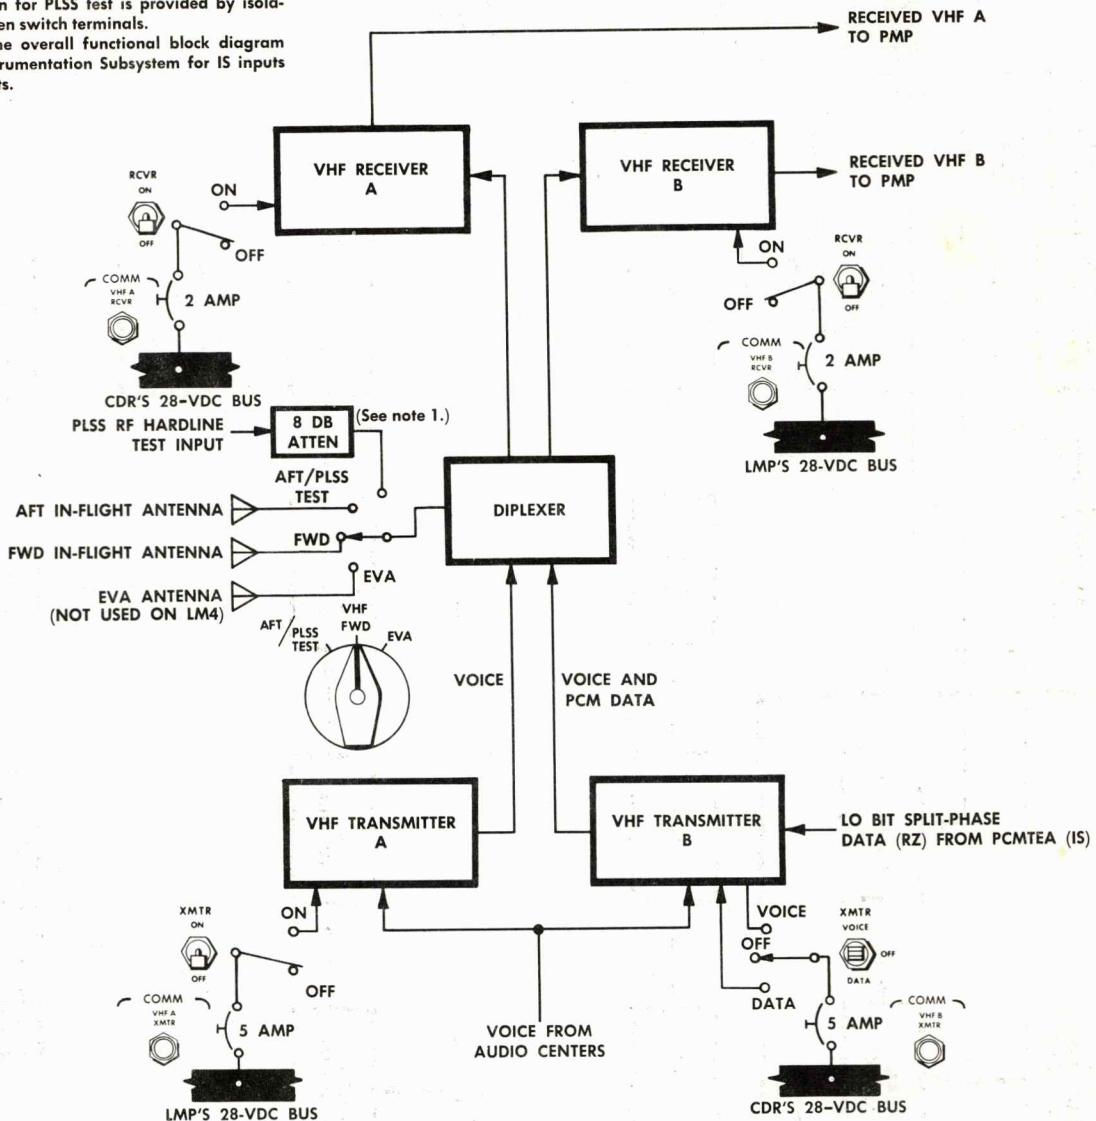 n for PLSS test is provided by isola-
en switch terminals.
he overall functional block diagram
trumentation Subsystem for IS inputs
ts.
RECEIVED VHF A
TO PMP
VHF RECEIVER
A
VHF RECEIVER
B
RECEIVED VHF B
TO PMP
RCVR
ON
OFF
ON
OFF
COMM
VHF A
RCVR
2 AMP
CDR'S 28-VDC BUS
ON
OFF
RCVR
ON
OFF
COMM
VHF B
RCVR
2 AMP
LMP'S 28-VDC BUS
PLSS RF HARDLINE
TEST INPUT
8 DB
ATTEN
(See note 1.)
AFT/PLSS
TEST
AFT IN-FLIGHT ANTENNA
FWD
FWD IN-FLIGHT ANTENNA
EVA
EVA ANTENNA
(NOT USED ON LM4)
DIPLEXER
VHF
FWD
AFT/PLSS
TEST
EVA
VOICE
VOICE AND
PCM DATA
VHF TRANSMITTER
A
VHF TRANSMITTER
B
LO BIT SPLIT-PHASE
DATA (RZ) FROM PCMTEA (IS)
XMTR
ON
OFF
ON
OFF
COMM
VHF A
XMTR
5 AMP
LMP'S 28-VDC BUS
VOICE FROM
AUDIO CENTERS
VOICE
OFF
DATA
XMTR
VOICE
OFF
DATA
5 AMP
COMM
VHF B
XMTR
CDR'S 28-VDC BUS